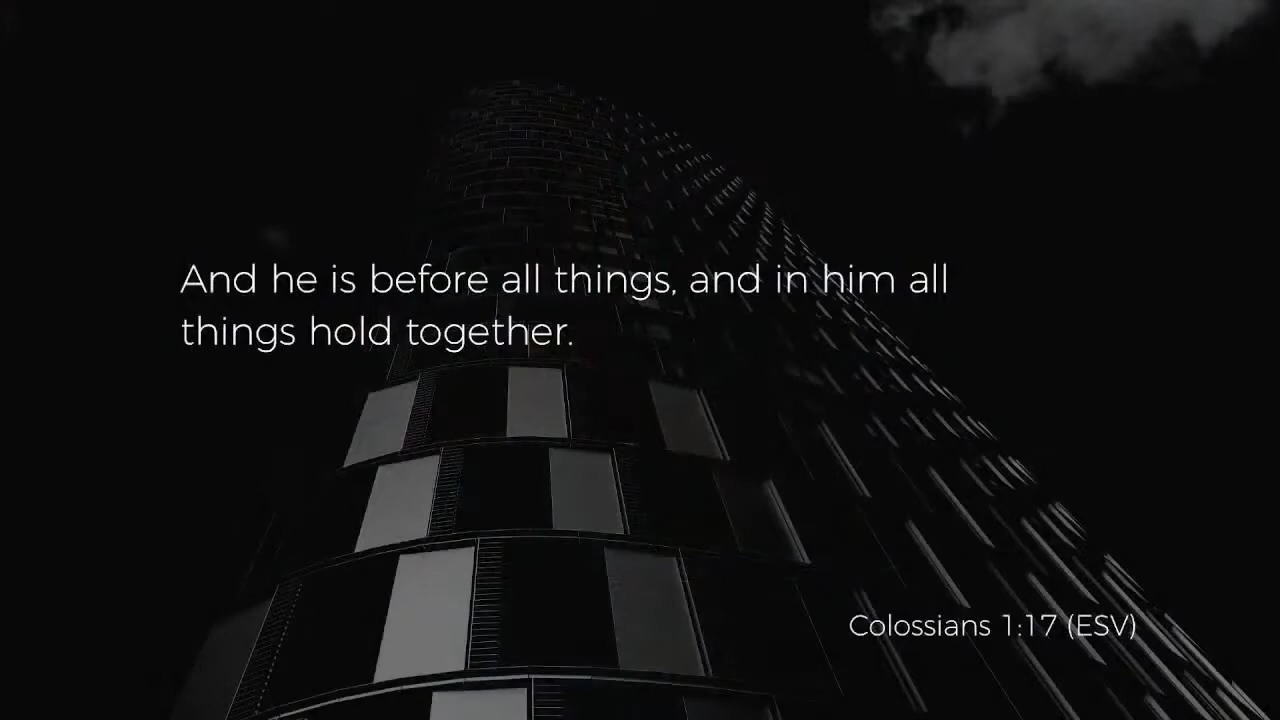 And he is before all things, and in him all
things hold together.
Colossians 1:17 (ESV)